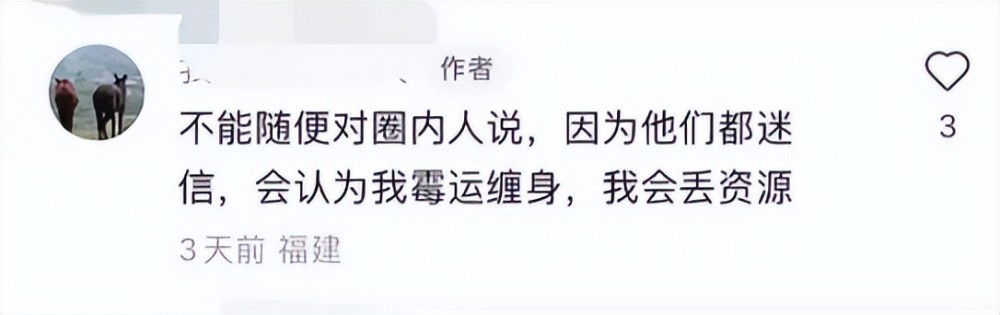 作者
不能随便对圈内人说，因为他们都迷
信，会认为我霉运缠身，我会丢资源
3
3天前 福建